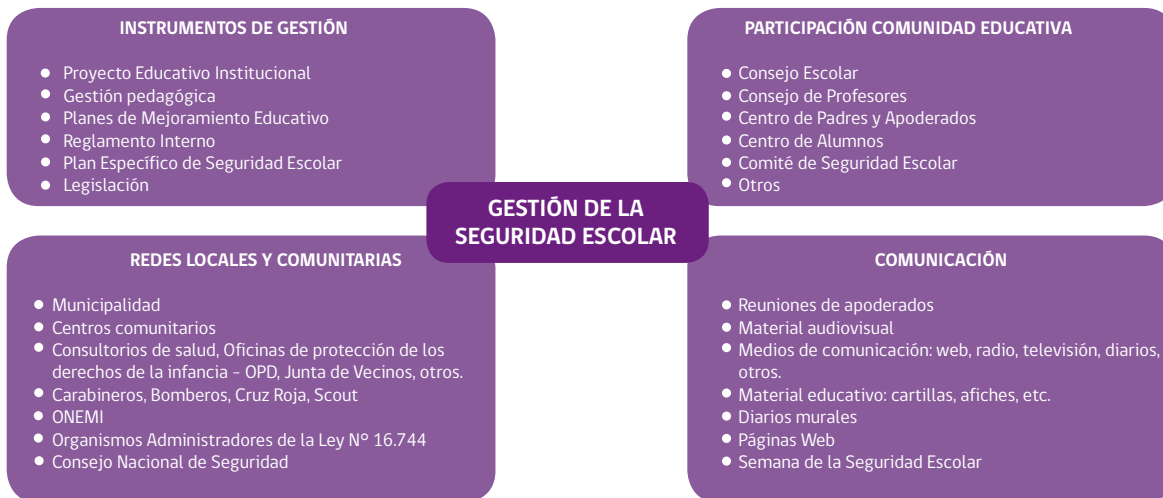 INSTRUMENTOS DE GESTIÓN
• Proyecto Educativo Institucional
• Gestión pedagógica
• Planes de Mejoramiento Educativo
• Reglamento Interno
• Plan Específico de Seguridad Escolar
• Legislación
PARTICIPACIÓN COMUNIDAD EDUCATIVA
• Consejo Escolar
• Consejo de Profesores
• Centro de Padres y Apoderados
• Centro de Alumnos
• Comité de Seguridad Escolar
• Otros
GESTIÓN DE LA
SEGURIDAD ESCOLAR
REDES LOCALES Y COMUNITARIAS
• Municipalidad
• Centros comunitarios
• Consultorios de salud, Oficinas de protección de los
derechos de la infancia – OPD, Junta de Vecinos, otros.
• Carabineros, Bomberos, Cruz Roja, Scout
• ONEMI
• Organismos Administradores de la Ley N° 16.744
• Consejo Nacional de Seguridad
COMUNICACIÓN
• Reuniones de apoderados
• Material audiovisual
• Medios de comunicación: web, radio, televisión, diarios,
otros.
• Material educativo: cartillas, afiches, etc.
• Diarios murales
• Páginas Web
• Semana de la Seguridad Escolar